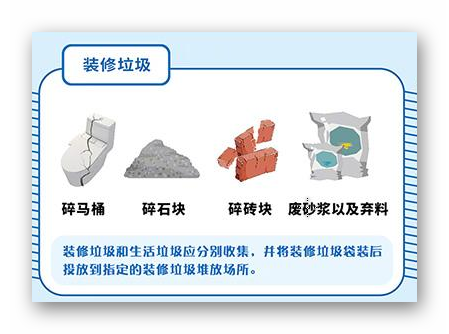 装修垃圾
碎马桶 碎石块 碎砖块 废砂浆以及弃料
装修垃圾和生活垃圾应分别收集，并将装修垃圾袋装后
投放到指定的装修垃圾堆放场所。